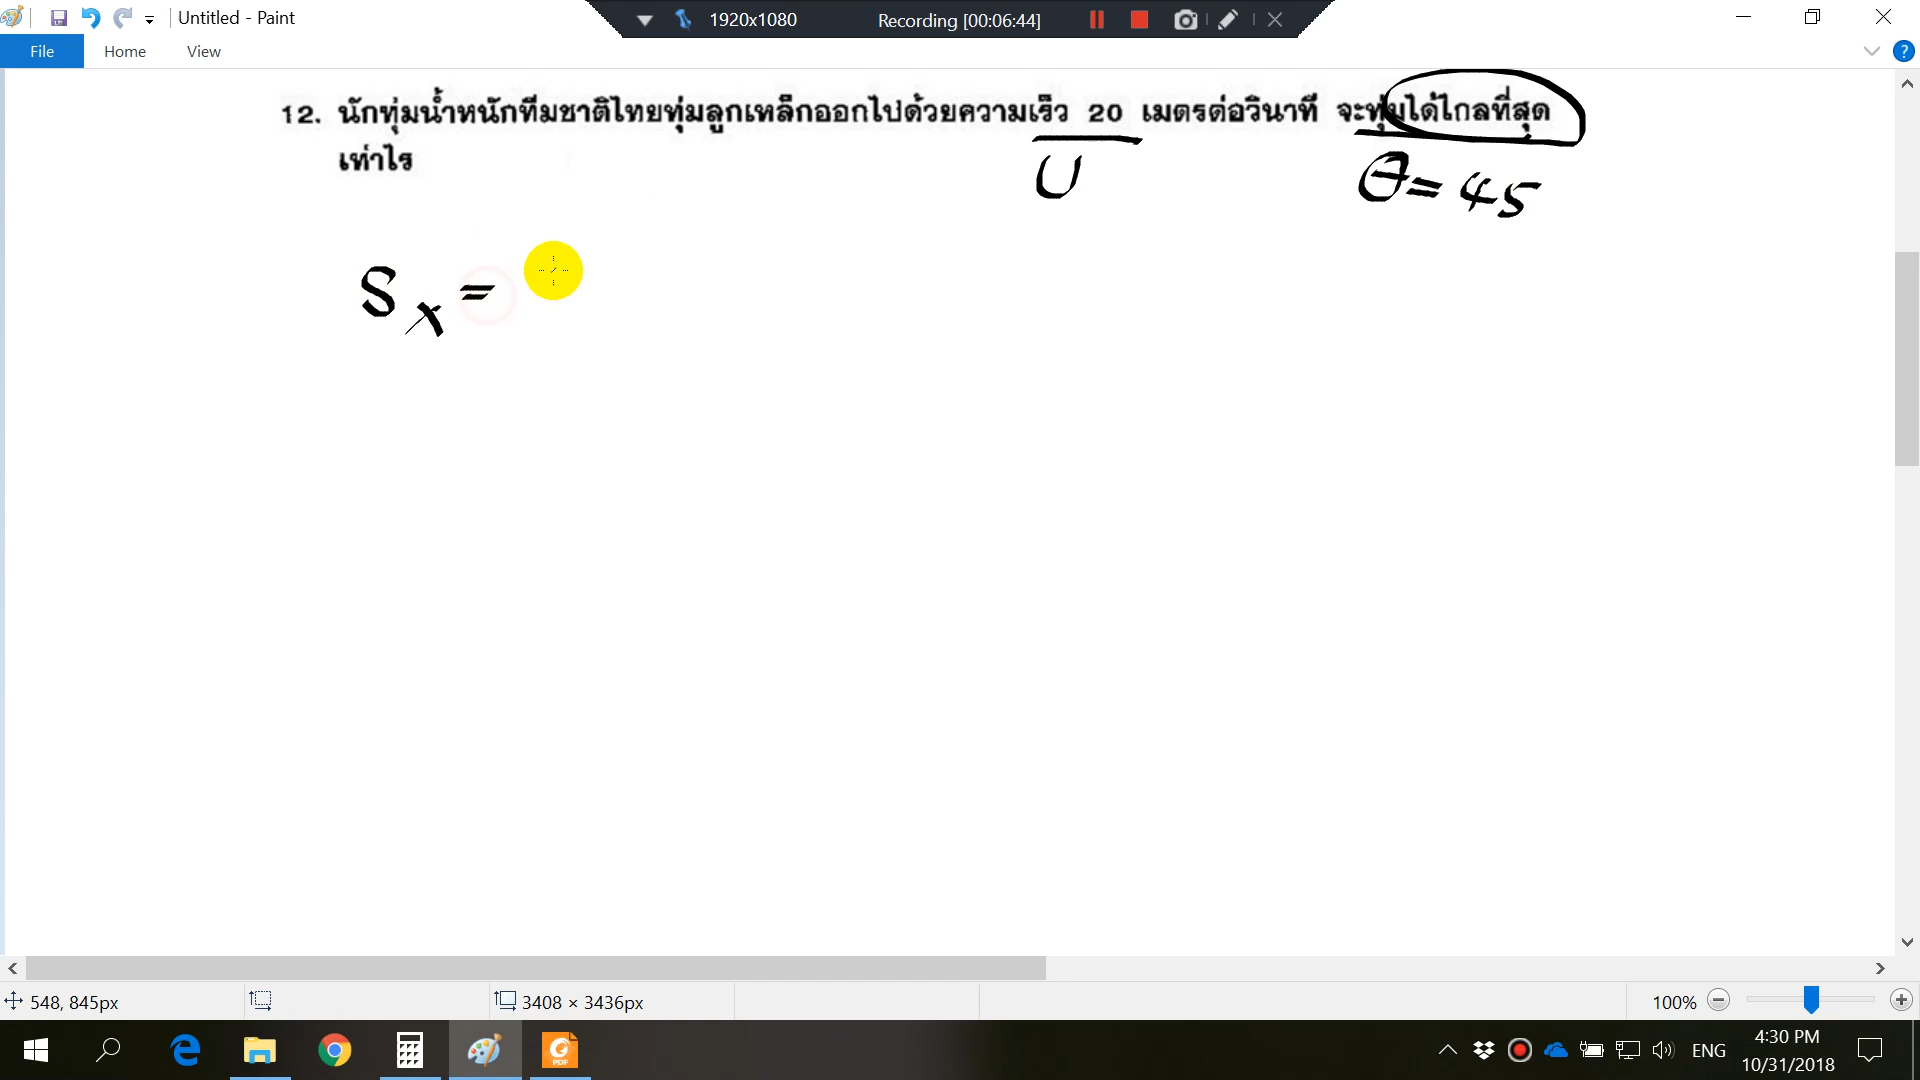 Untitled - Paint
1920x1080
Recording [00:06:44]
File Home View
12. นักทุ่มน้ำหนักทีมชาติไทยทุ่มลูกเหล็กออกไปด้วยความเร็ว 20 เมตรต่อวินาที จะทุ่มได้ไกลที่สุด
เท่าไร
U
θ= 45
Sx =
548, 845px
3408 × 3436px
100%
PDF
ENG
4:30 PM
10/31/2018